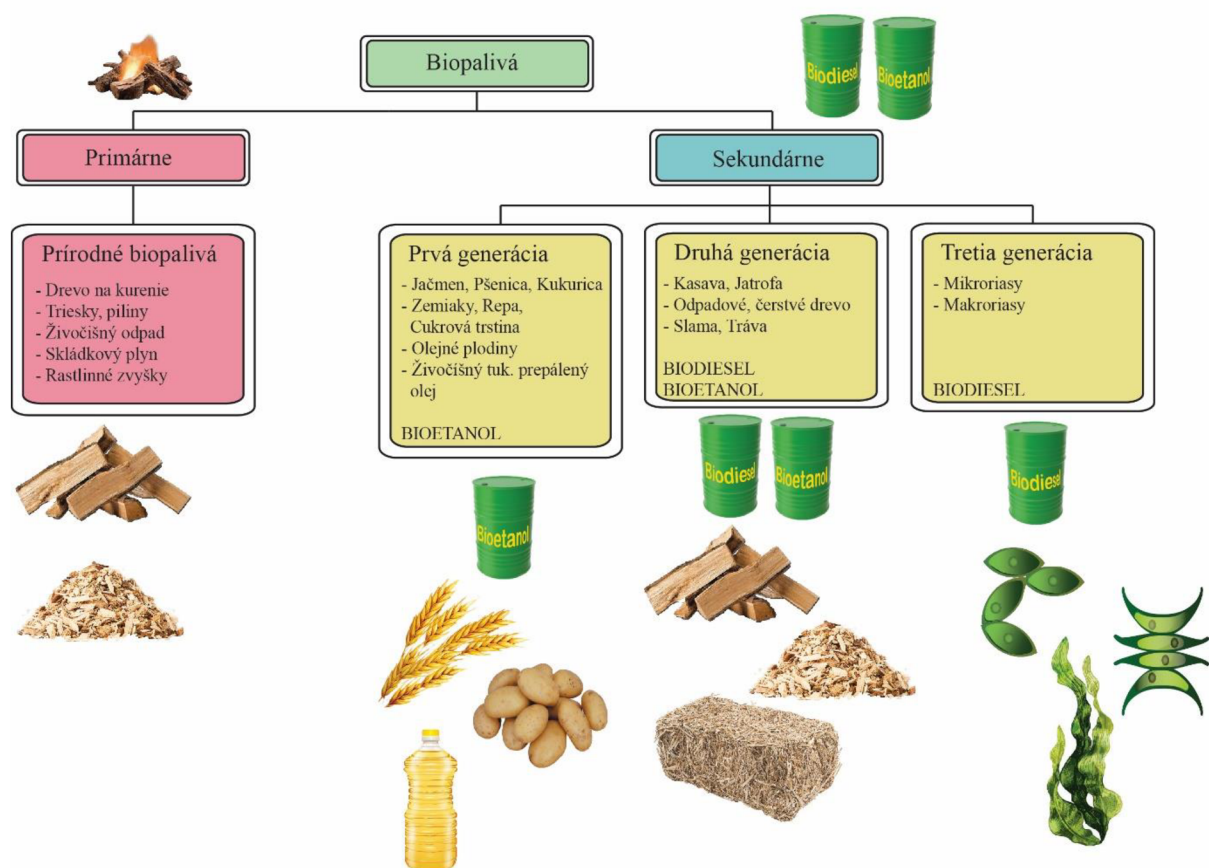 Biopalivá
Biodiesel
Bioetanol
Primárne
Sekundárne
Prírodné biopalivá
- Drevo na kurenie
- Triesky, piliny
- Živočišný odpad
- Skládkový plyn
- Rastlinné zvyšky
Prvá generácia
- Jačmen, Pšenica, Kukurica
- Zemiaky, Repa,
Cukrová trstina
- Olejné plodiny
- Živočíšný tuk. prepálený
olej
BIOETANOL
Druhá generácia
- Kasava, Jatrofa
- Odpadové, čerstvé drevo
- Slama, Tráva
BIODIESEL
BIOETANOL
Tretia generácia
- Mikroriasy
- Makroriasy
BIODIESEL
Bioetanol
Biodiesel
Bioetanol
Biodiesel